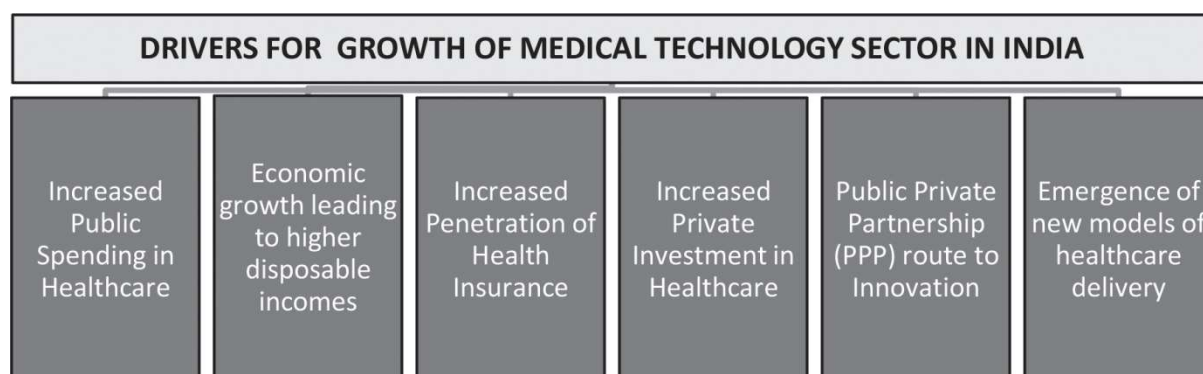 DRIVERS FOR GROWTH OF MEDICAL TECHNOLOGY SECTOR IN INDIA
Increased
Public
Spending in
Healthcare
Economic
growth leading
to higher
disposable
incomes
Increased
Penetration of
Health
Insurance
Increased
Private
Investment in
Healthcare
Public Private
Partnership
(PPP) route to
Innovation
Emergence of
new models of
healthcare
delivery